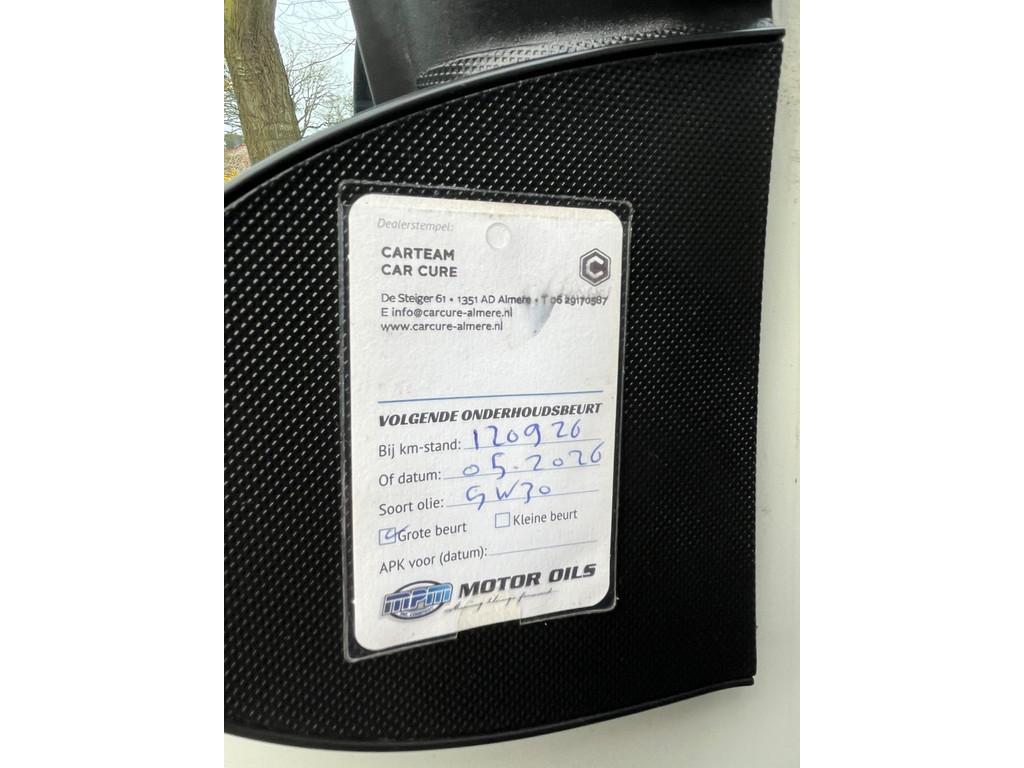 Dealerstempel:
CARTEAM
CAR CURE
De Steiger 61 • 1351 AD Almere • T 06 29170587
E info@carcure-almere.nl
www.carcure-almere.nl
VOLGENDE ONDERHOUDSBEURT
Bij km-stand: 120926
Of datum: 05-2026
Soort olie: 5W30
Grote beurt Kleine beurt
APK voor (datum):
MPM MOTOR OILS